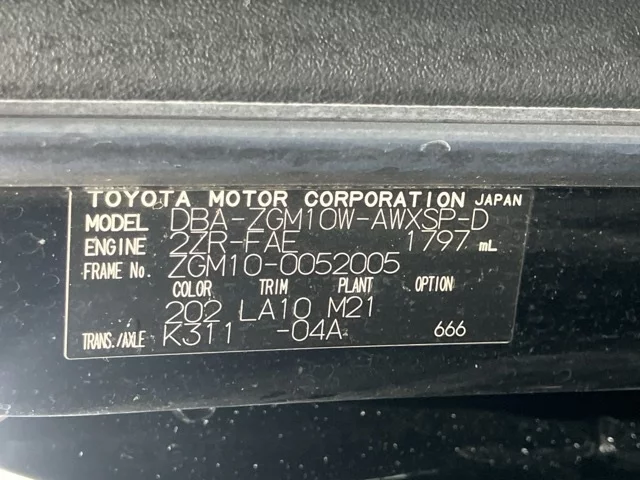 TOYOTA MOTOR CORPORATION JAPAN
MODEL DBA-ZGM10W-AWXSP-D
ENGINE 2ZR-FAE 1797 mL
FRAME No. ZGM10-0052005
COLOR TRIM PLANT OPTION
202 LA10 M21
TRANS./AXLE K311 -04A 666